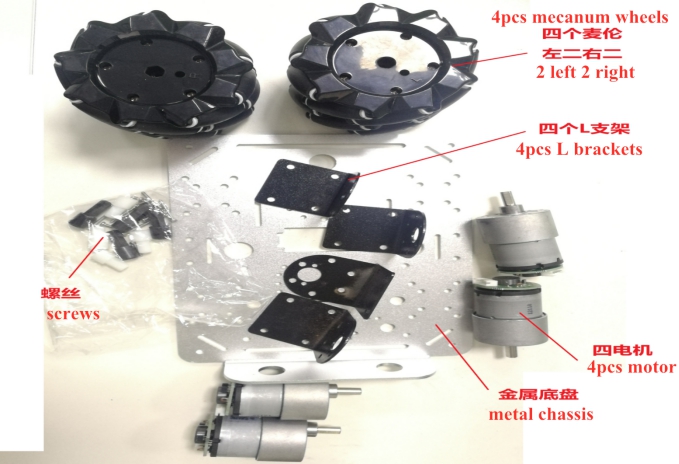 4pcs mecanum wheels
四个麦伦
左二右二
2 left 2 right
四个L支架
4pcs L brackets
螺丝
screws
四电机
4pcs motor
金属底盘
metal chassis